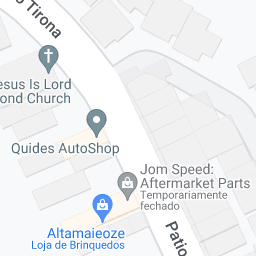 o Tirona
esus Is Lord
ond Church
Quides AutoShop
Jom Speed:
Aftermarket Parts
Temporariamente
fechado
Altamaieoze
Loja de Brinquedos
Patio